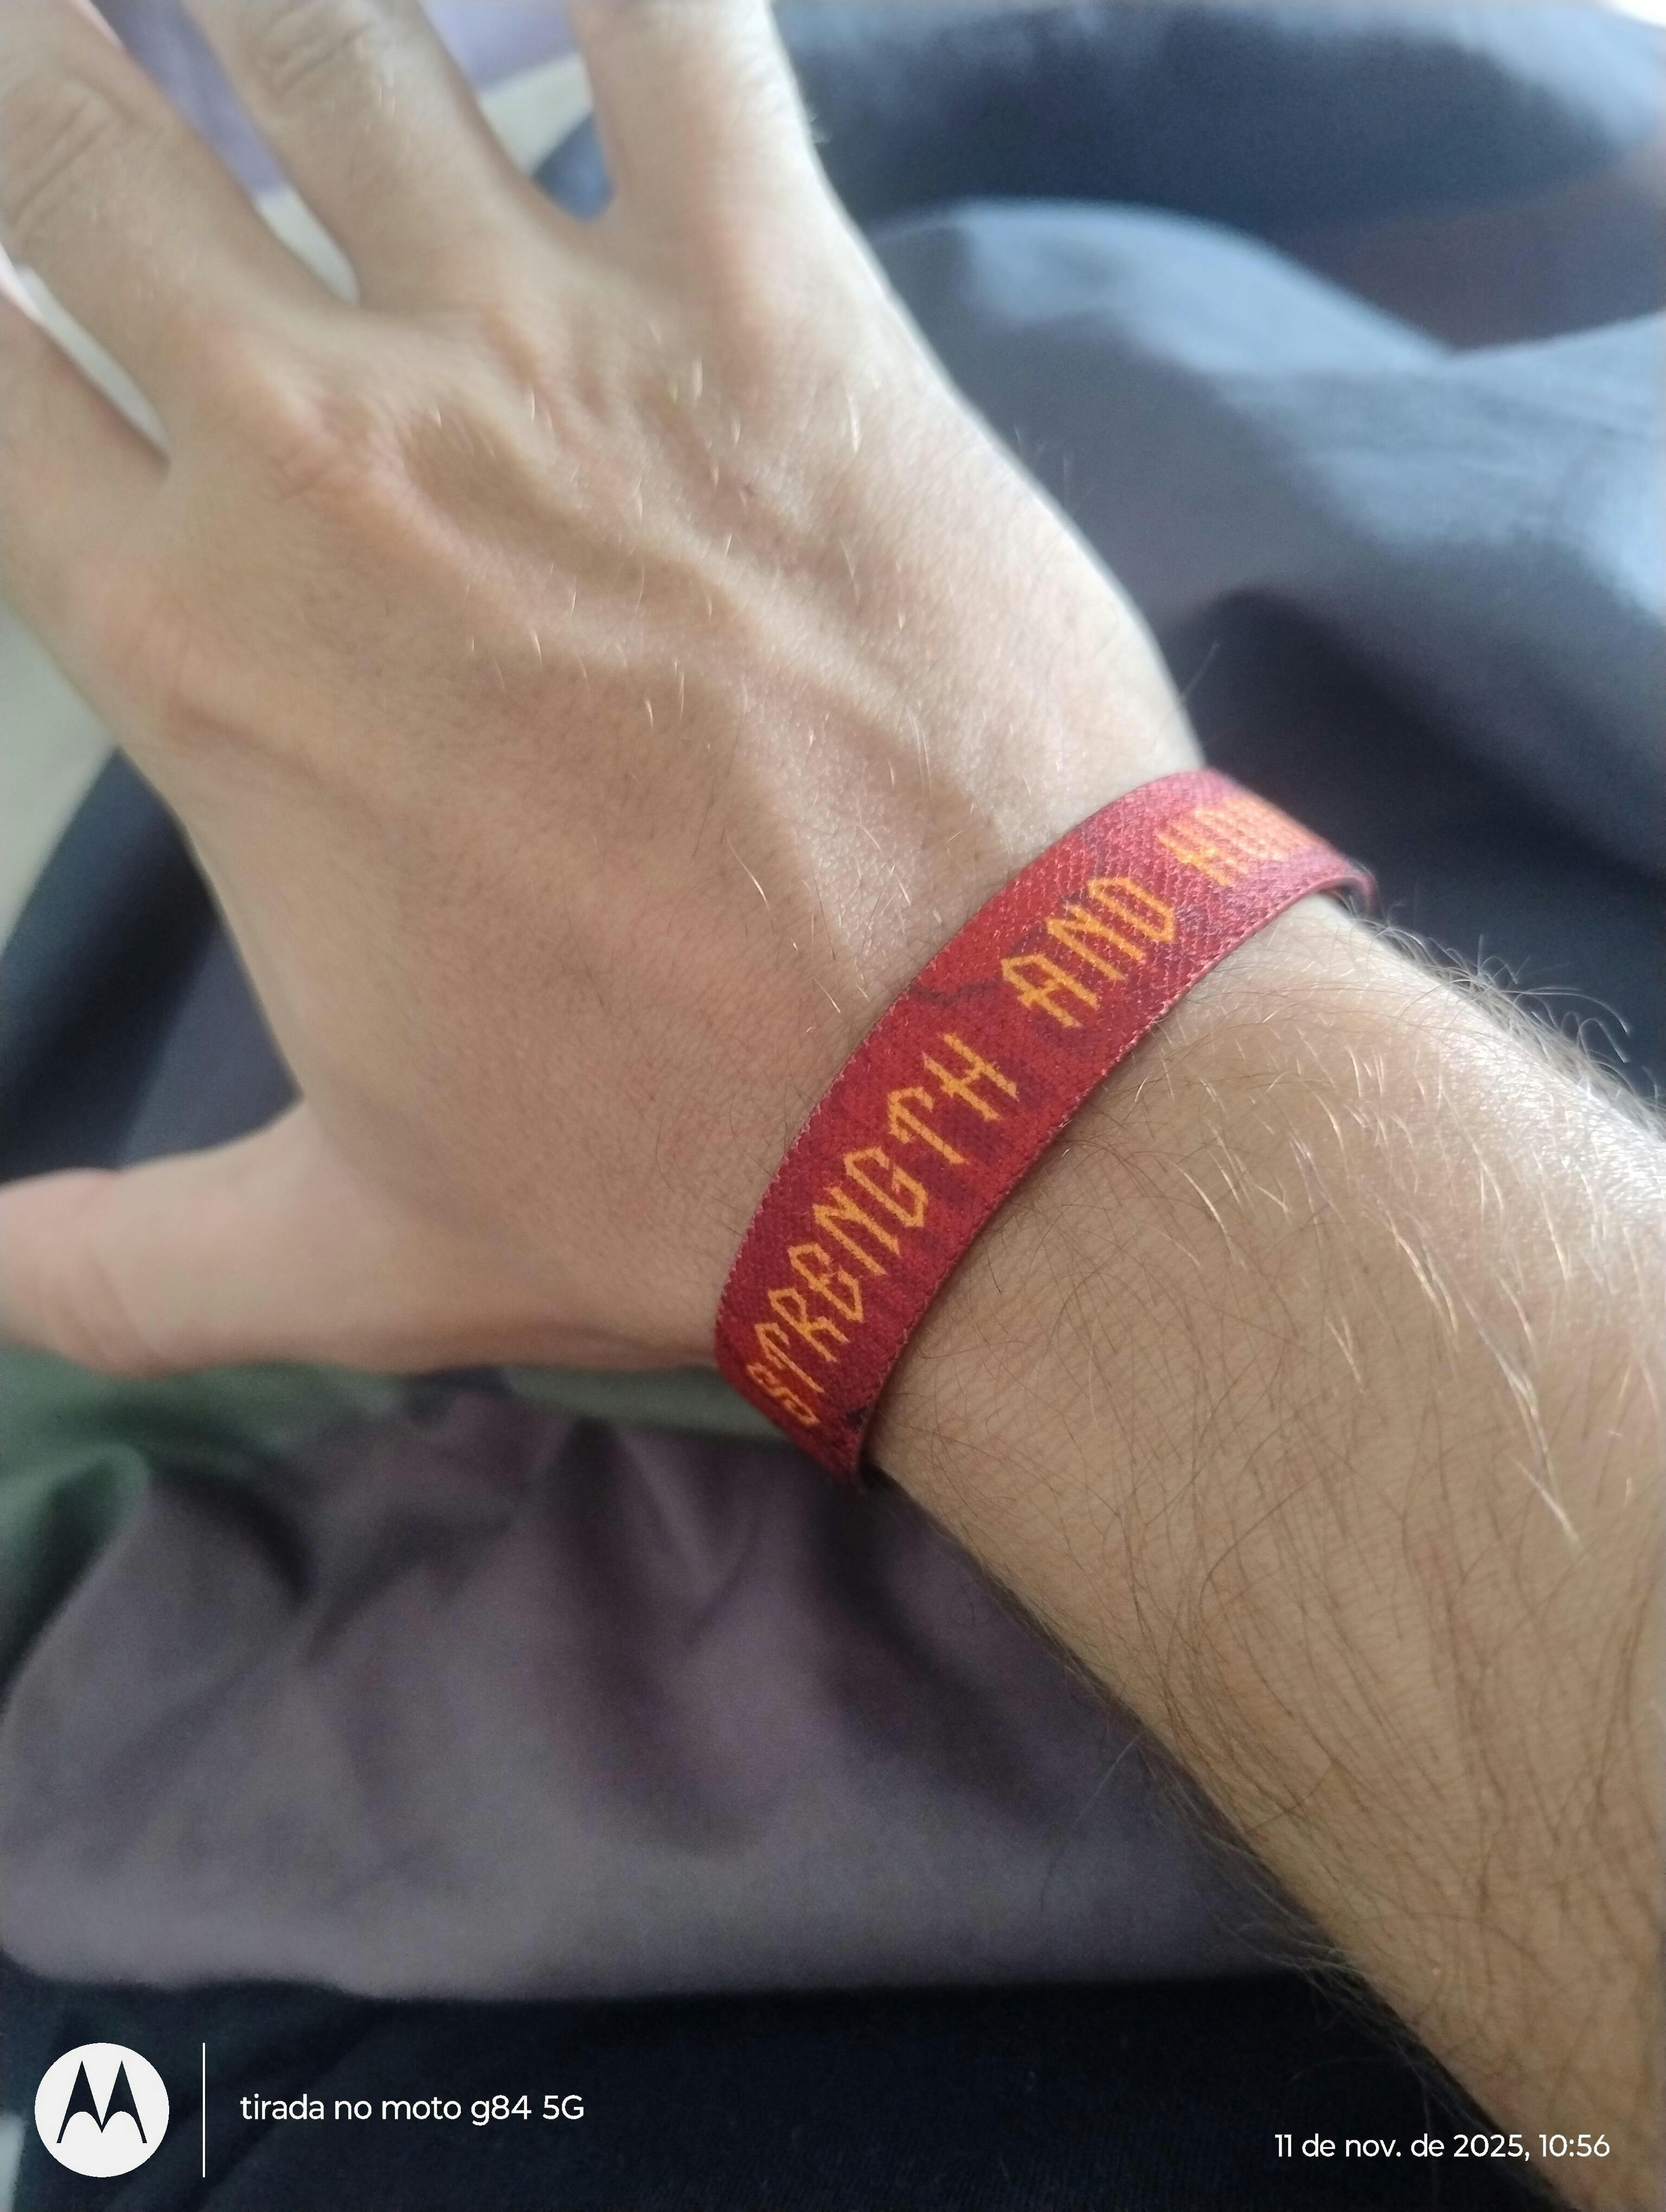 STRENGTH AND
tirada no moto g84 5G
11 de nov. de 2025, 10:56